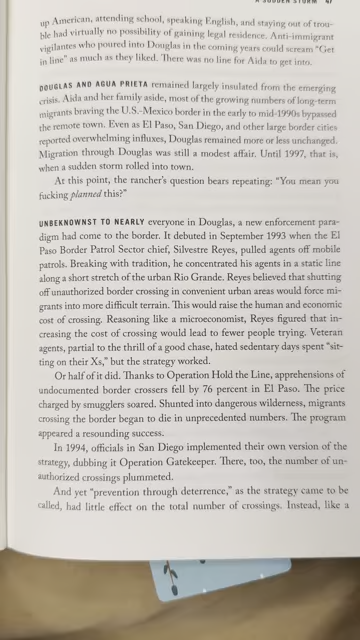 A SUDDEN STORM 47
up American, attending school, speaking English, and staying out of trou-
ble had virtually no possibility of gaining legal residence. Anti-immigrant
vigilantes who poured into Douglas in the coming years could scream “Get
in line” as much as they liked. There was no line for Aida to get into.
DOUGLAS AND AGUA PRIETA remained largely insulated from the emerging
crisis. Aida and her family aside, most of the growing numbers of long-term
migrants braving the U.S.-Mexico border in the early to mid-1990s bypassed
the remote town. Even as El Paso, San Diego, and other large border cities
reported overwhelming influxes, Douglas remained more or less unchanged.
Migration through Douglas was still a modest affair. Until 1997, that is,
when a sudden storm rolled into town.
At this point, the rancher’s question bears repeating: “You mean you
fucking planned this?”
UNBEKNOWNST TO NEARLY everyone in Douglas, a new enforcement para-
digm had come to the border. It debuted in September 1993 when the El
Paso Border Patrol Sector chief, Silvestre Reyes, pulled agents off mobile
patrols. Breaking with tradition, he concentrated his agents in a static line
along a short stretch of the urban Rio Grande. Reyes believed that shutting
off unauthorized border crossing in convenient urban areas would force mi-
grants into more difficult terrain. This would raise the human and economic
cost of crossing. Reasoning like a microeconomist, Reyes figured that in-
creasing the cost of crossing would lead to fewer people trying. Veteran
agents, partial to the thrill of a good chase, hated sedentary days spent “sit-
ting on their Xs,” but the strategy worked.
Or half of it did. Thanks to Operation Hold the Line, apprehensions of
undocumented border crossers fell by 76 percent in El Paso. The price
charged by smugglers soared. Shunted into dangerous wilderness, migrants
crossing the border began to die in unprecedented numbers. The program
appeared a resounding success.
In 1994, officials in San Diego implemented their own version of the
strategy, dubbing it Operation Gatekeeper. There, too, the number of un-
authorized crossings plummeted.
And yet “prevention through deterrence,” as the strategy came to be
called, had little effect on the total number of crossings. Instead, like a